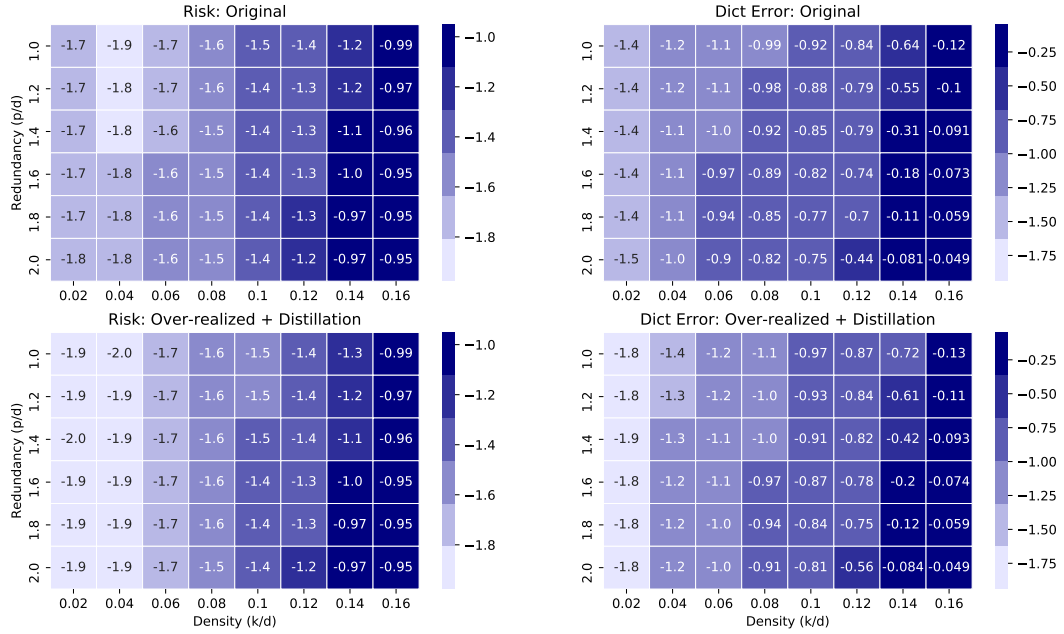 Risk: Original
Redundancy (p/d)
1.0 -1.7 -1.9 -1.7 -1.6 -1.5 -1.4 -1.2 -0.99
1.2 -1.7 -1.8 -1.7 -1.6 -1.4 -1.3 -1.2 -0.97
1.4 -1.7 -1.8 -1.6 -1.5 -1.4 -1.3 -1.1 -0.96
1.6 -1.7 -1.8 -1.6 -1.5 -1.4 -1.3 -1.0 -0.95
1.8 -1.7 -1.8 -1.6 -1.5 -1.4 -1.3 -0.97 -0.95
2.0 -1.8 -1.8 -1.6 -1.5 -1.4 -1.2 -0.97 -0.95
0.02 0.04 0.06 0.08 0.1 0.12 0.14 0.16
−1.0
−1.2
−1.4
−1.6
−1.8
Dict Error: Original
1.0 -1.4 -1.2 -1.1 -0.99 -0.92 -0.84 -0.64 -0.12
1.2 -1.4 -1.2 -1.1 -0.98 -0.88 -0.79 -0.55 -0.1
1.4 -1.4 -1.1 -1.0 -0.92 -0.85 -0.79 -0.31 -0.091
1.6 -1.4 -1.1 -0.97 -0.89 -0.82 -0.74 -0.18 -0.073
1.8 -1.4 -1.1 -0.94 -0.85 -0.77 -0.7 -0.11 -0.059
2.0 -1.5 -1.0 -0.9 -0.82 -0.75 -0.44 -0.081 -0.049
0.02 0.04 0.06 0.08 0.1 0.12 0.14 0.16
−0.25
−0.50
−0.75
−1.00
−1.25
−1.50
−1.75
Risk: Over-realized + Distillation
Redundancy (p/d)
1.0 -1.9 -2.0 -1.7 -1.6 -1.5 -1.4 -1.3 -0.99
1.2 -1.9 -1.9 -1.7 -1.6 -1.5 -1.4 -1.2 -0.97
1.4 -2.0 -1.9 -1.7 -1.6 -1.5 -1.4 -1.1 -0.96
1.6 -1.9 -1.9 -1.7 -1.6 -1.4 -1.3 -1.0 -0.95
1.8 -1.9 -1.9 -1.7 -1.6 -1.4 -1.3 -0.97 -0.95
2.0 -1.9 -1.9 -1.7 -1.5 -1.4 -1.2 -0.97 -0.95
0.02 0.04 0.06 0.08 0.1 0.12 0.14 0.16
Density (k/d)
−1.0
−1.2
−1.4
−1.6
−1.8
Dict Error: Over-realized + Distillation
1.0 -1.8 -1.4 -1.2 -1.1 -0.97 -0.87 -0.72 -0.13
1.2 -1.8 -1.3 -1.2 -1.0 -0.93 -0.84 -0.61 -0.11
1.4 -1.9 -1.3 -1.1 -1.0 -0.91 -0.82 -0.42 -0.093
1.6 -1.8 -1.2 -1.1 -0.97 -0.87 -0.78 -0.2 -0.074
1.8 -1.8 -1.2 -1.0 -0.94 -0.84 -0.75 -0.12 -0.059
2.0 -1.8 -1.2 -1.0 -0.91 -0.81 -0.56 -0.084 -0.049
0.02 0.04 0.06 0.08 0.1 0.12 0.14 0.16
Density (k/d)
−0.25
−0.50
−0.75
−1.00
−1.25
−1.50
−1.75